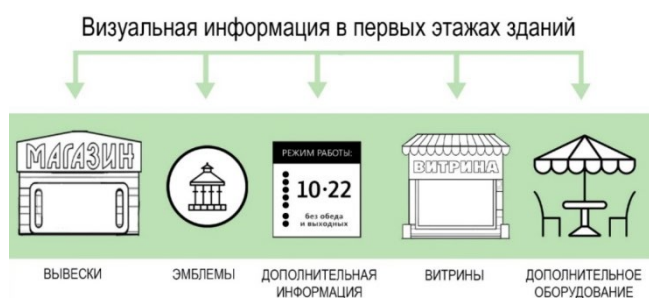 Визуальная информация в первых этажах зданий
МАГАЗИН
РЕЖИМ РАБОТЫ:
10·22
без обеда
и выходных
ВИТРИНА
ВЫВЕСКИ
ЭМБЛЕМЫ
ДОПОЛНИТЕЛЬНАЯ
ИНФОРМАЦИЯ
ВИТРИНЫ
ДОПОЛНИТЕЛЬНОЕ
ОБОРУДОВАНИЕ